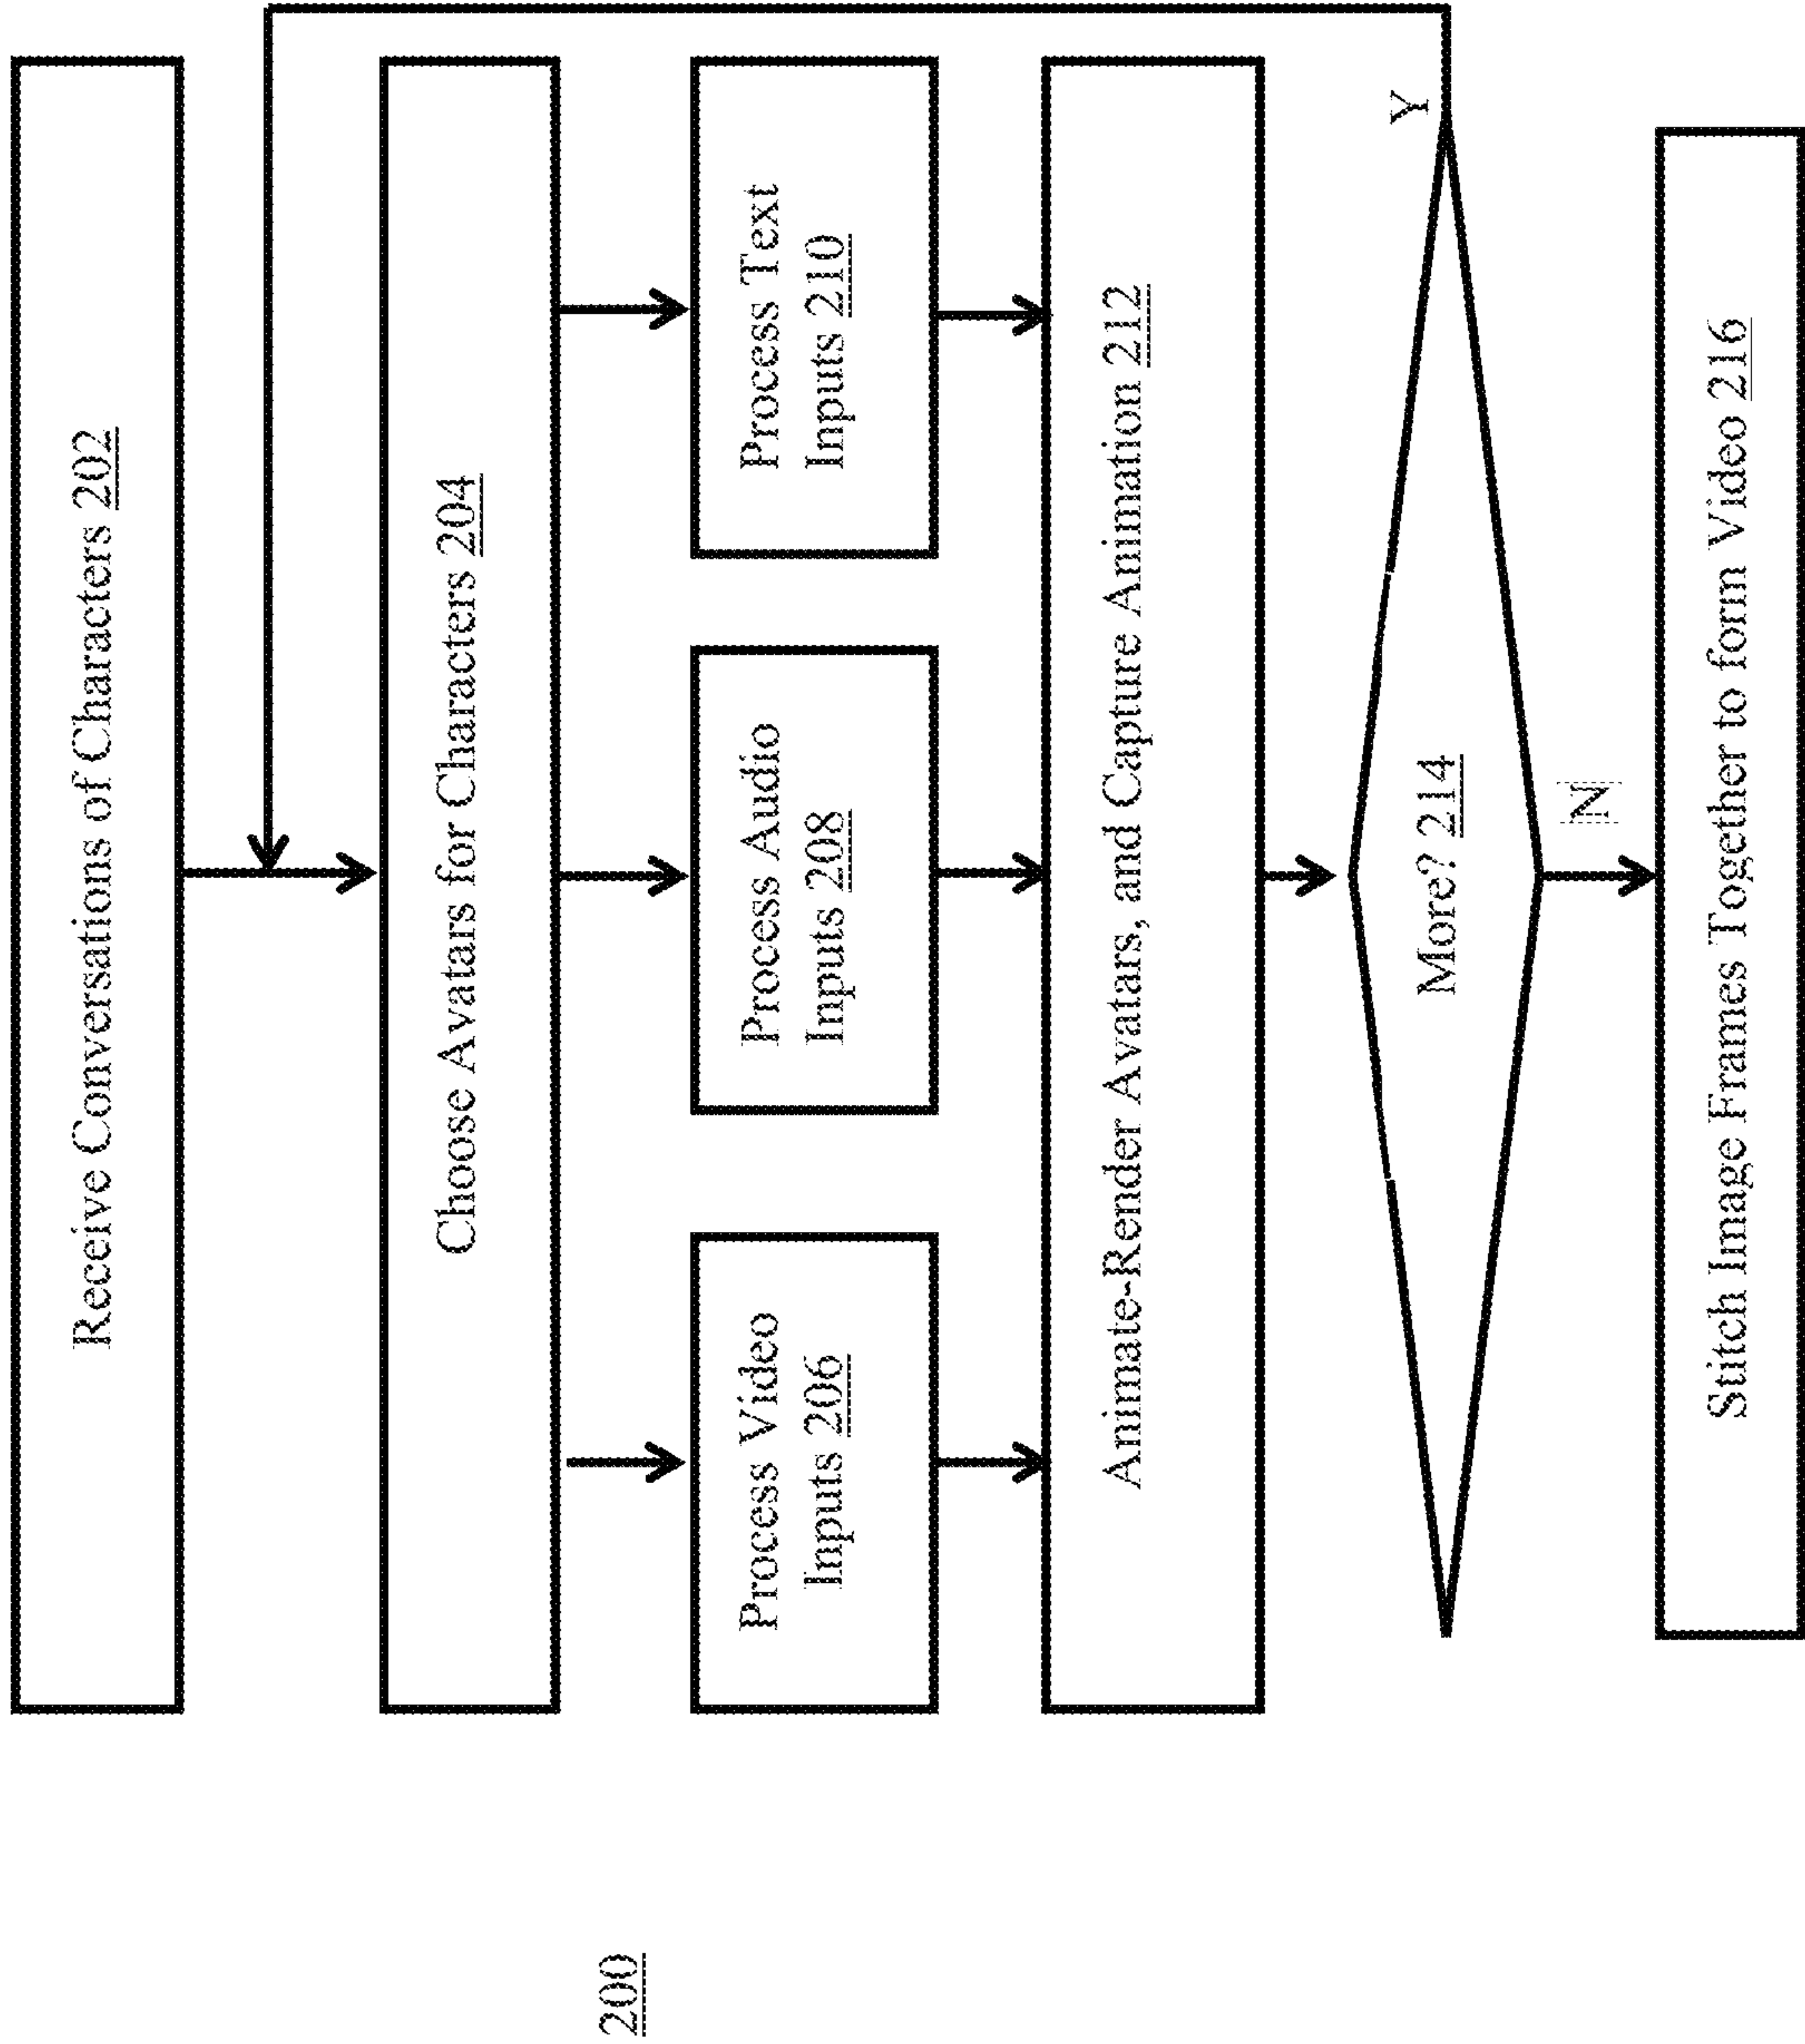 200
Receive Conversations of Characters 202
Choose Avatars for Characters 204
Process Video
Inputs 206
Process Audio
Inputs 208
Process Text
Inputs 210
Animate-Render Avatars, and Capture Animation 212
More? 214
Y
N
Stitch Image Frames Together to form Video 216